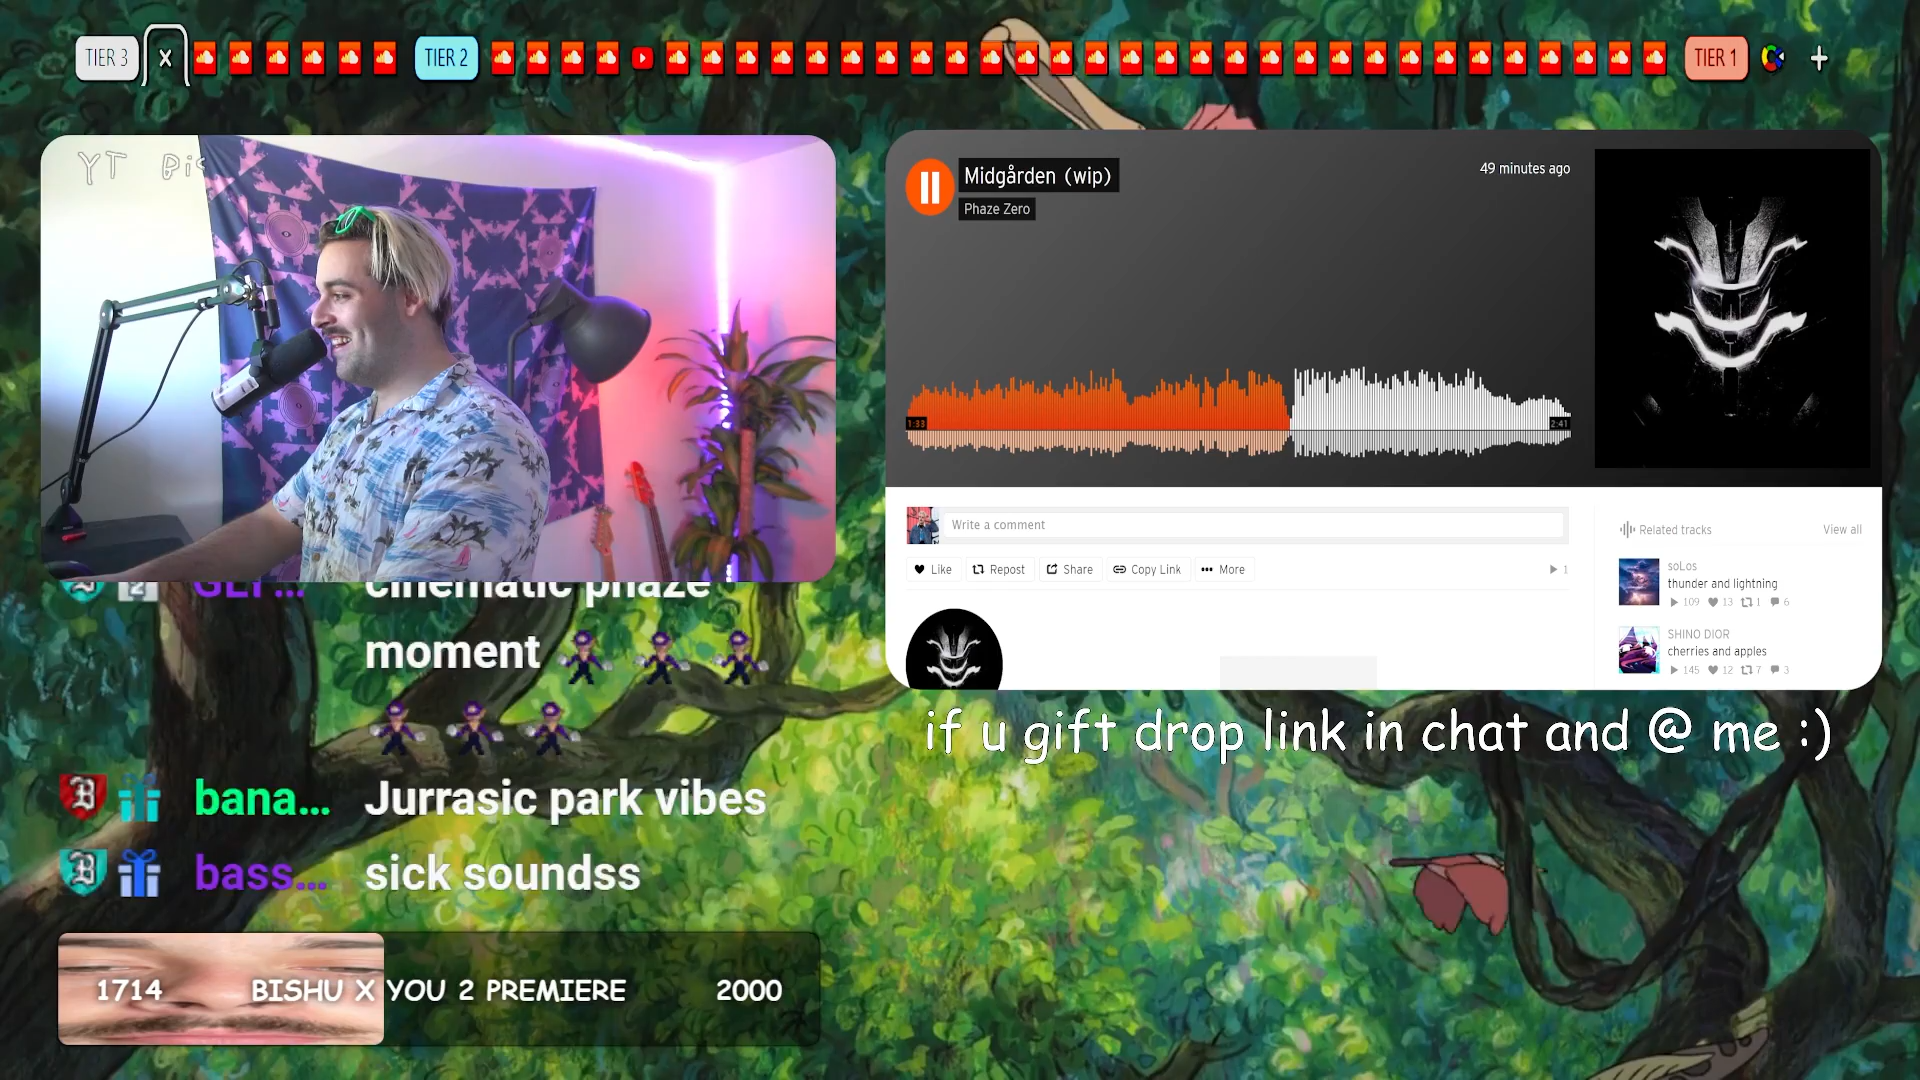 TIER 3
X
TIER 2
TIER 1
YT Bis
Midgården (wip)
Phaze Zero
49 minutes ago
1:33
2:41
Write a comment
Like
Repost
Share
Copy Link
More
1
Related tracks
View all
soLos
thunder and lightning
109 13 1 6
SHINO DIOR
cherries and apples
145 12 7 3
if u gift drop link in chat and @ me :)
cinematic phaze
moment
bana... Jurrasic park vibes
bass... sick soundss
1714 BISHU X YOU 2 PREMIERE 2000